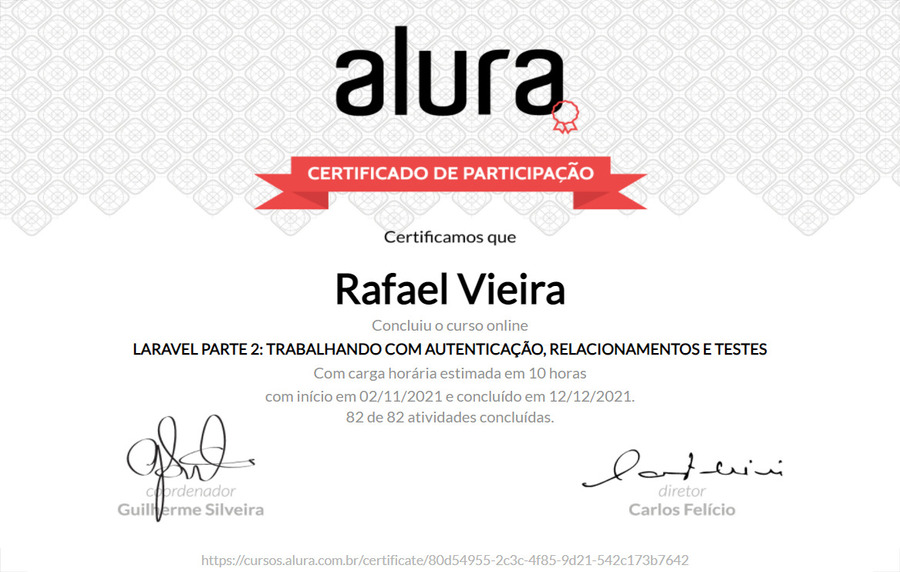 alura
CERTIFICADO DE PARTICIPAÇÃO
Certificamos que
Rafael Vieira
Concluiu o curso online
LARAVEL PARTE 2: TRABALHANDO COM AUTENTICAÇÃO, RELACIONAMENTOS E TESTES
Com carga horária estimada em 10 horas
com início em 02/11/2021 e concluído em 12/12/2021.
82 de 82 atividades concluídas.
coordenador
Guilherme Silveira
diretor
Carlos Felício
https://cursos.alura.com.br/certificate/80d54955-2c3c-4f85-9d21-542c173b7642